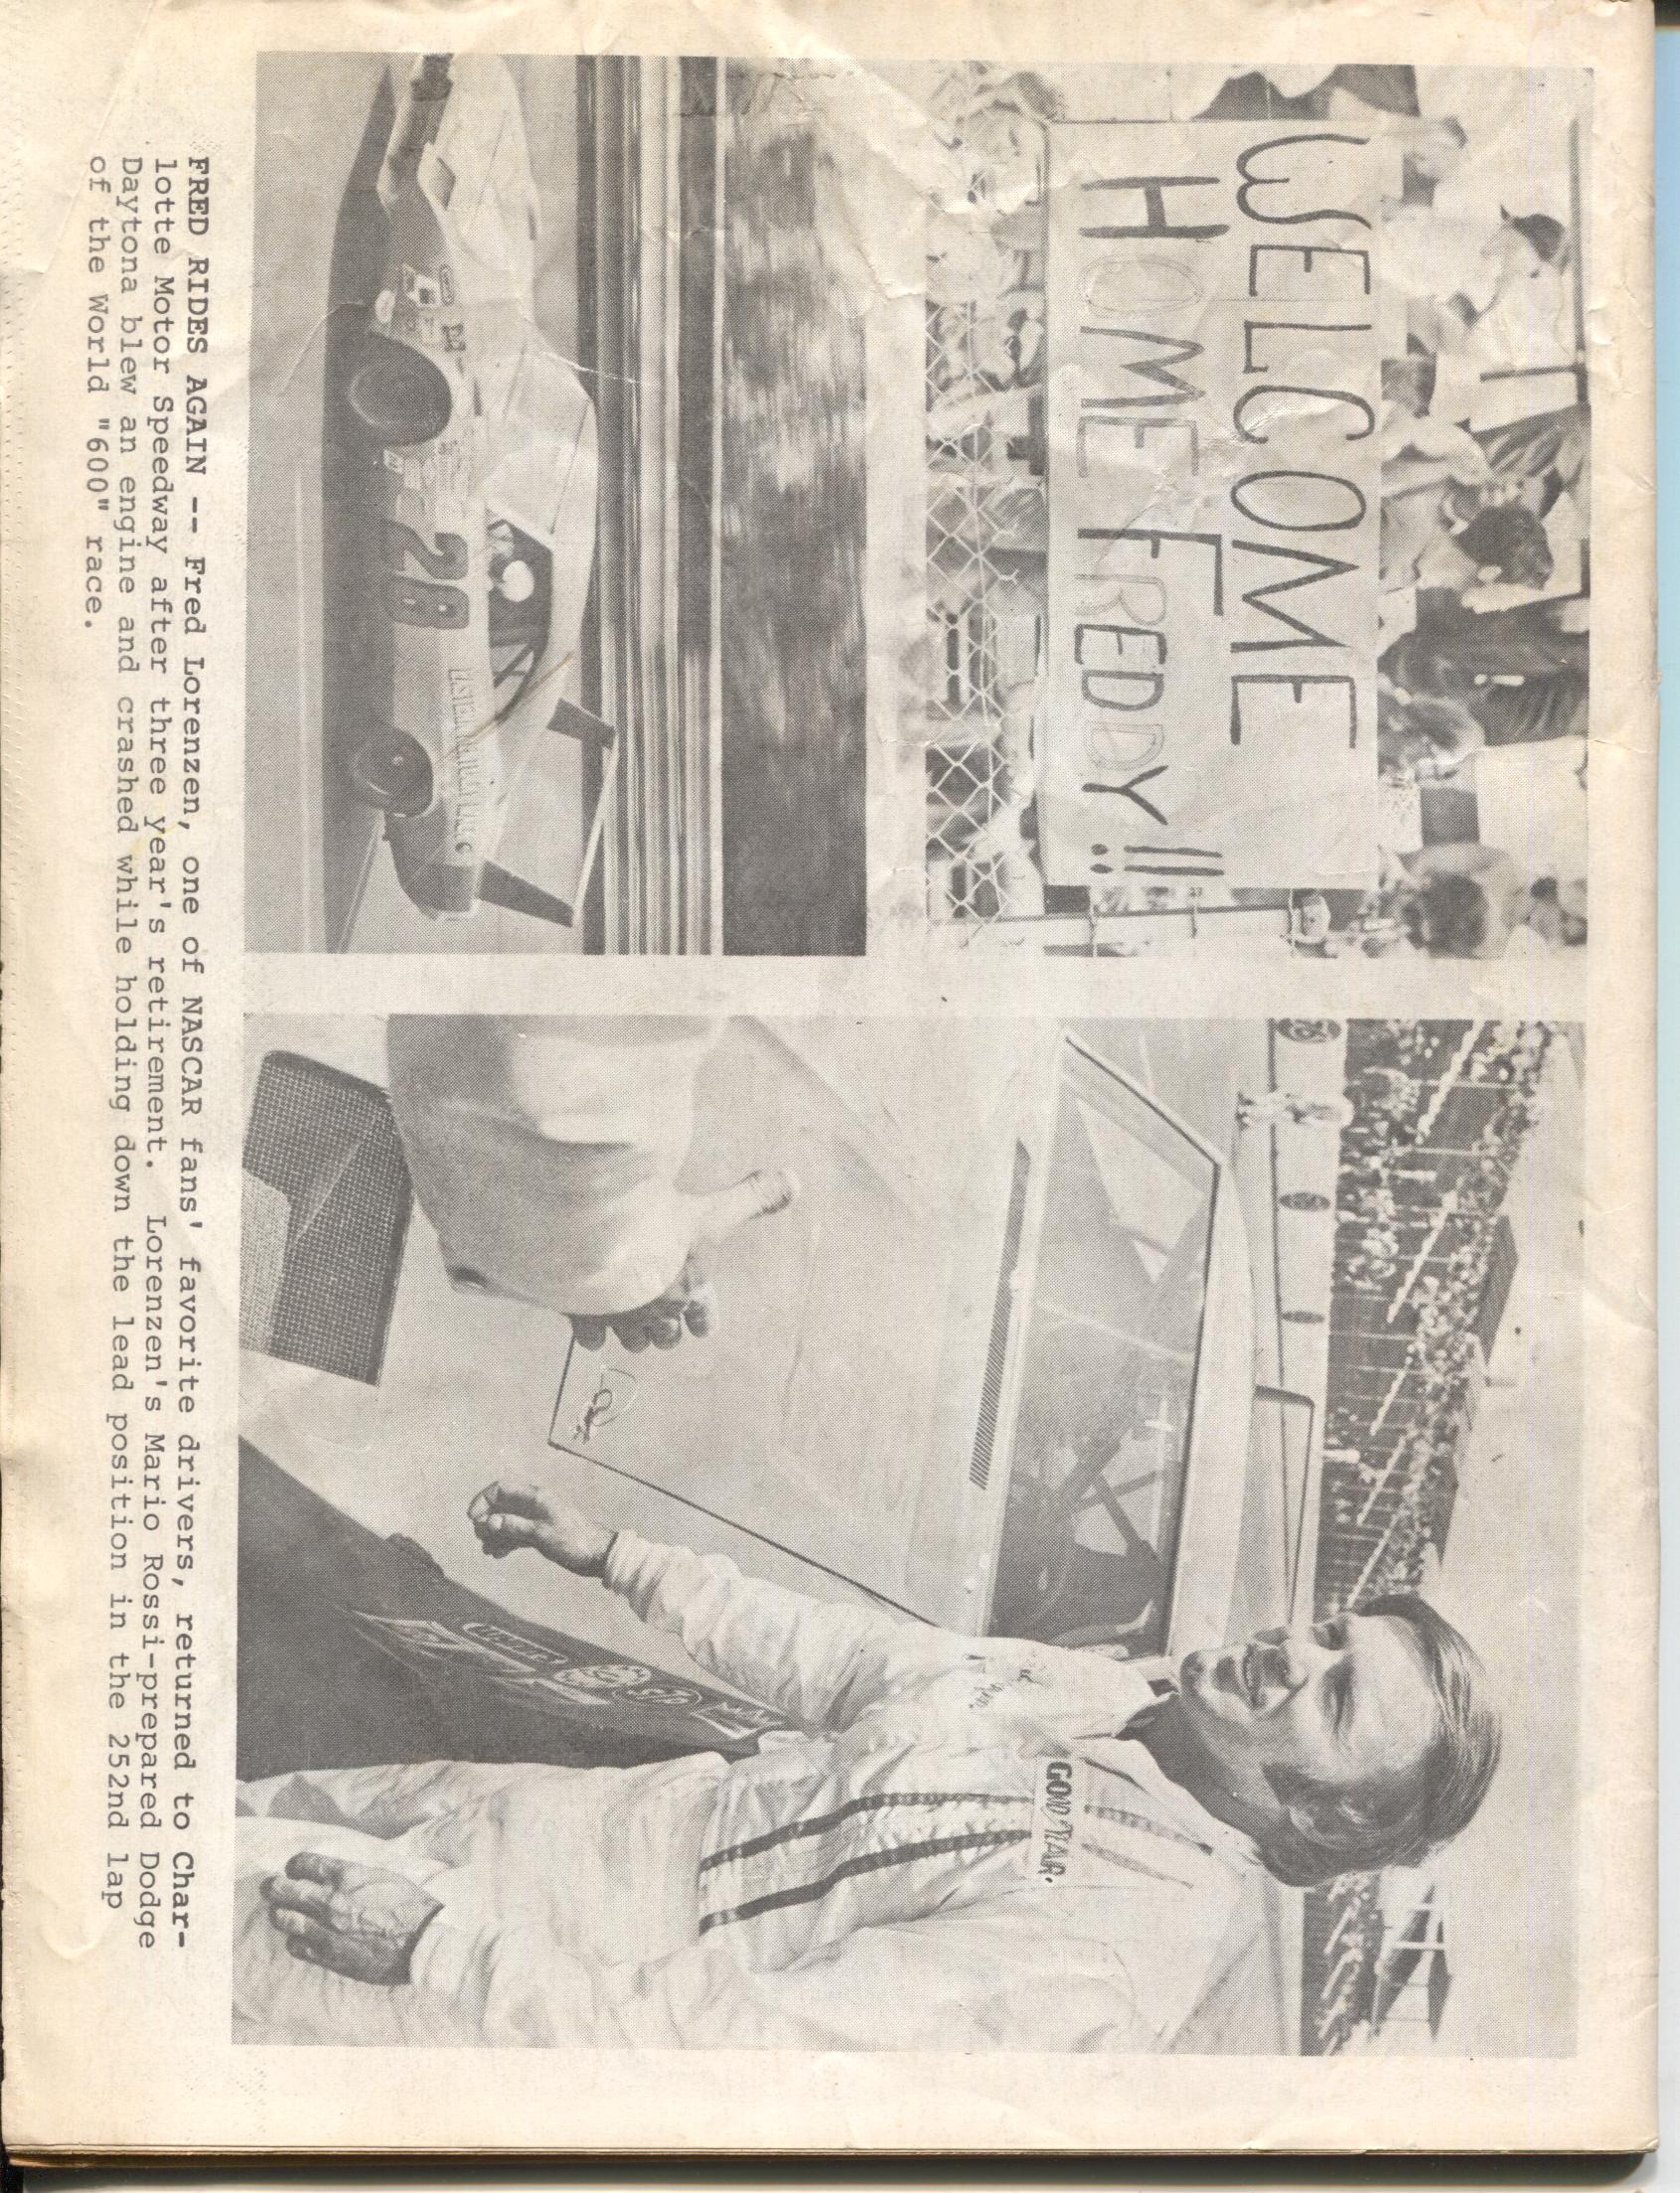 WELCOME
HOME FREDDY!!!
28
GOODYEAR
STP
FRED RIDES AGAIN -- Fred Lorenzen, one of NASCAR fans' favorite drivers, returned to Char-
lotte Motor Speedway after three year's retirement. Lorenzen's Mario Rossi-prepared Dodge
Daytona blew an engine and crashed while holding down the lead position in the 252nd lap
of the World "600" race.